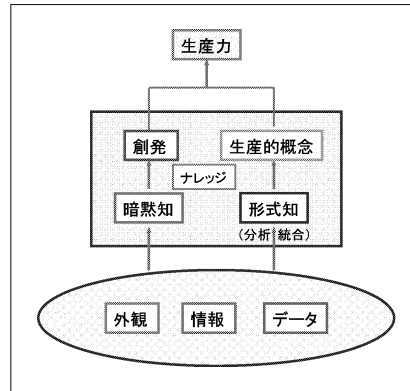 生産力
創発 生産的概念
ナレッジ
暗黙知 形式知
(分析 統合)
外観 情報 データ